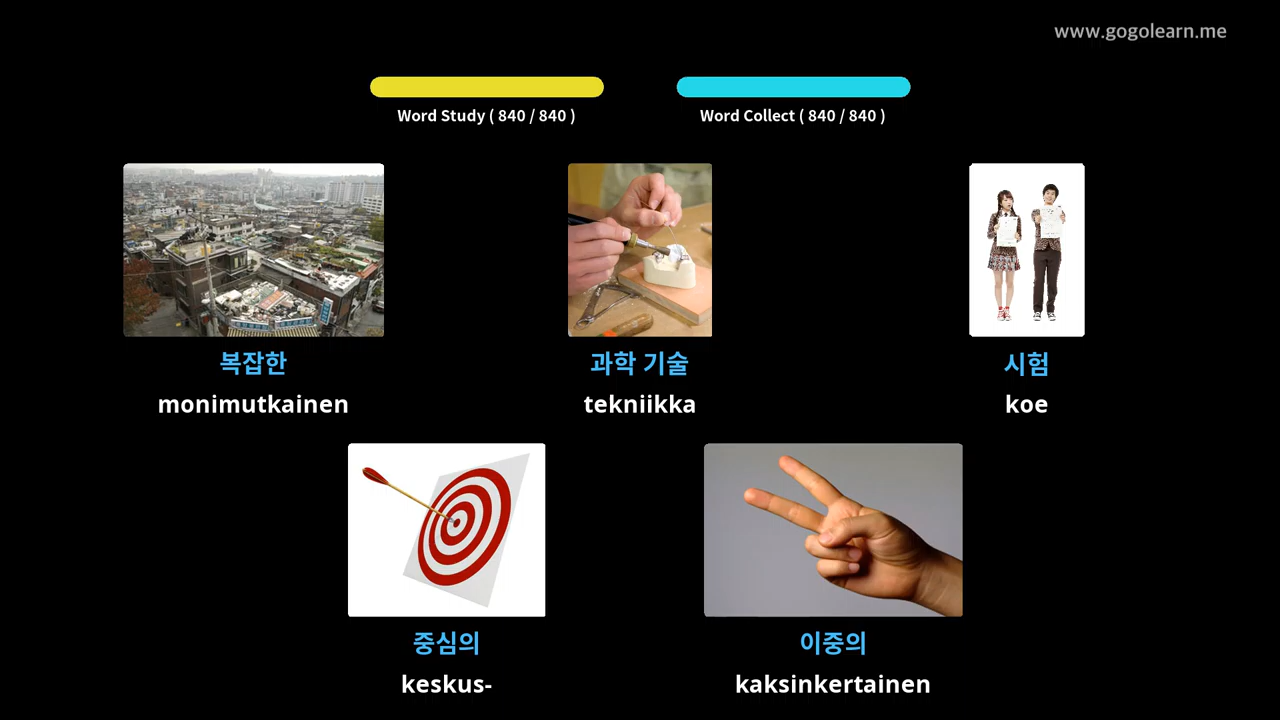 www.gogolearn.me
Word Study ( 840 / 840 )
Word Collect ( 840 / 840 )
복잡한
monimutkainen
과학 기술
tekniikka
시험
koe
중심의
keskus-
이중의
kaksinkertainen